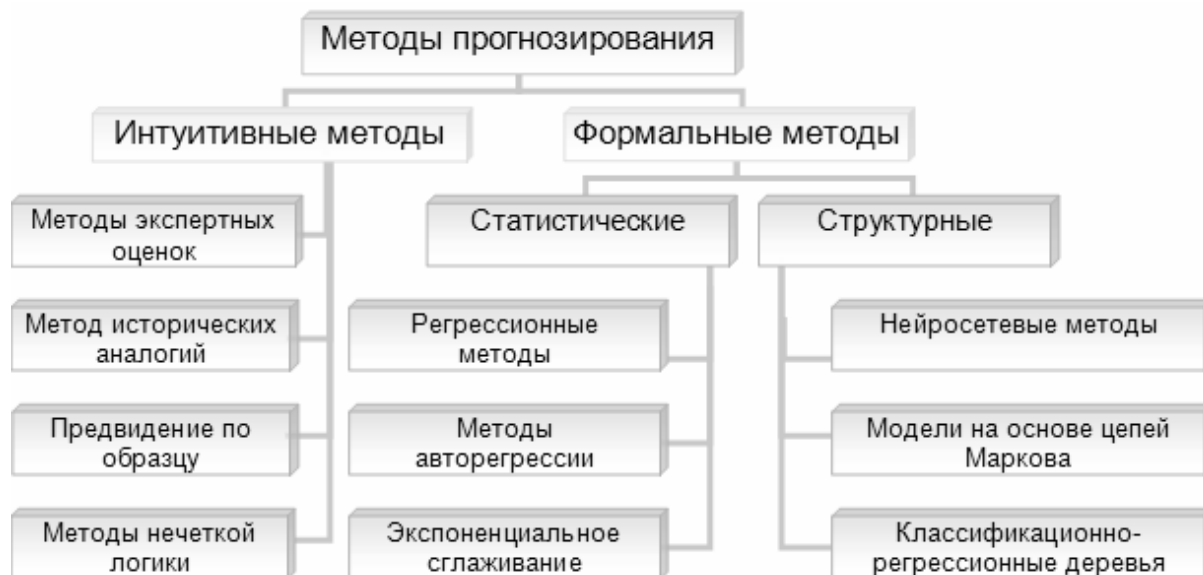 Методы прогнозирования
Интуитивные методы
Формальные методы
Методы экспертных
оценок
Метод исторических
аналогий
Предвидение по
образцу
Методы нечеткой
логики
Статистические
Регрессионные
методы
Методы
авторегрессии
Экспоненциальное
сглаживание
Структурные
Нейросетевые методы
Модели на основе цепей
Маркова
Классификационно-
регрессионные деревья